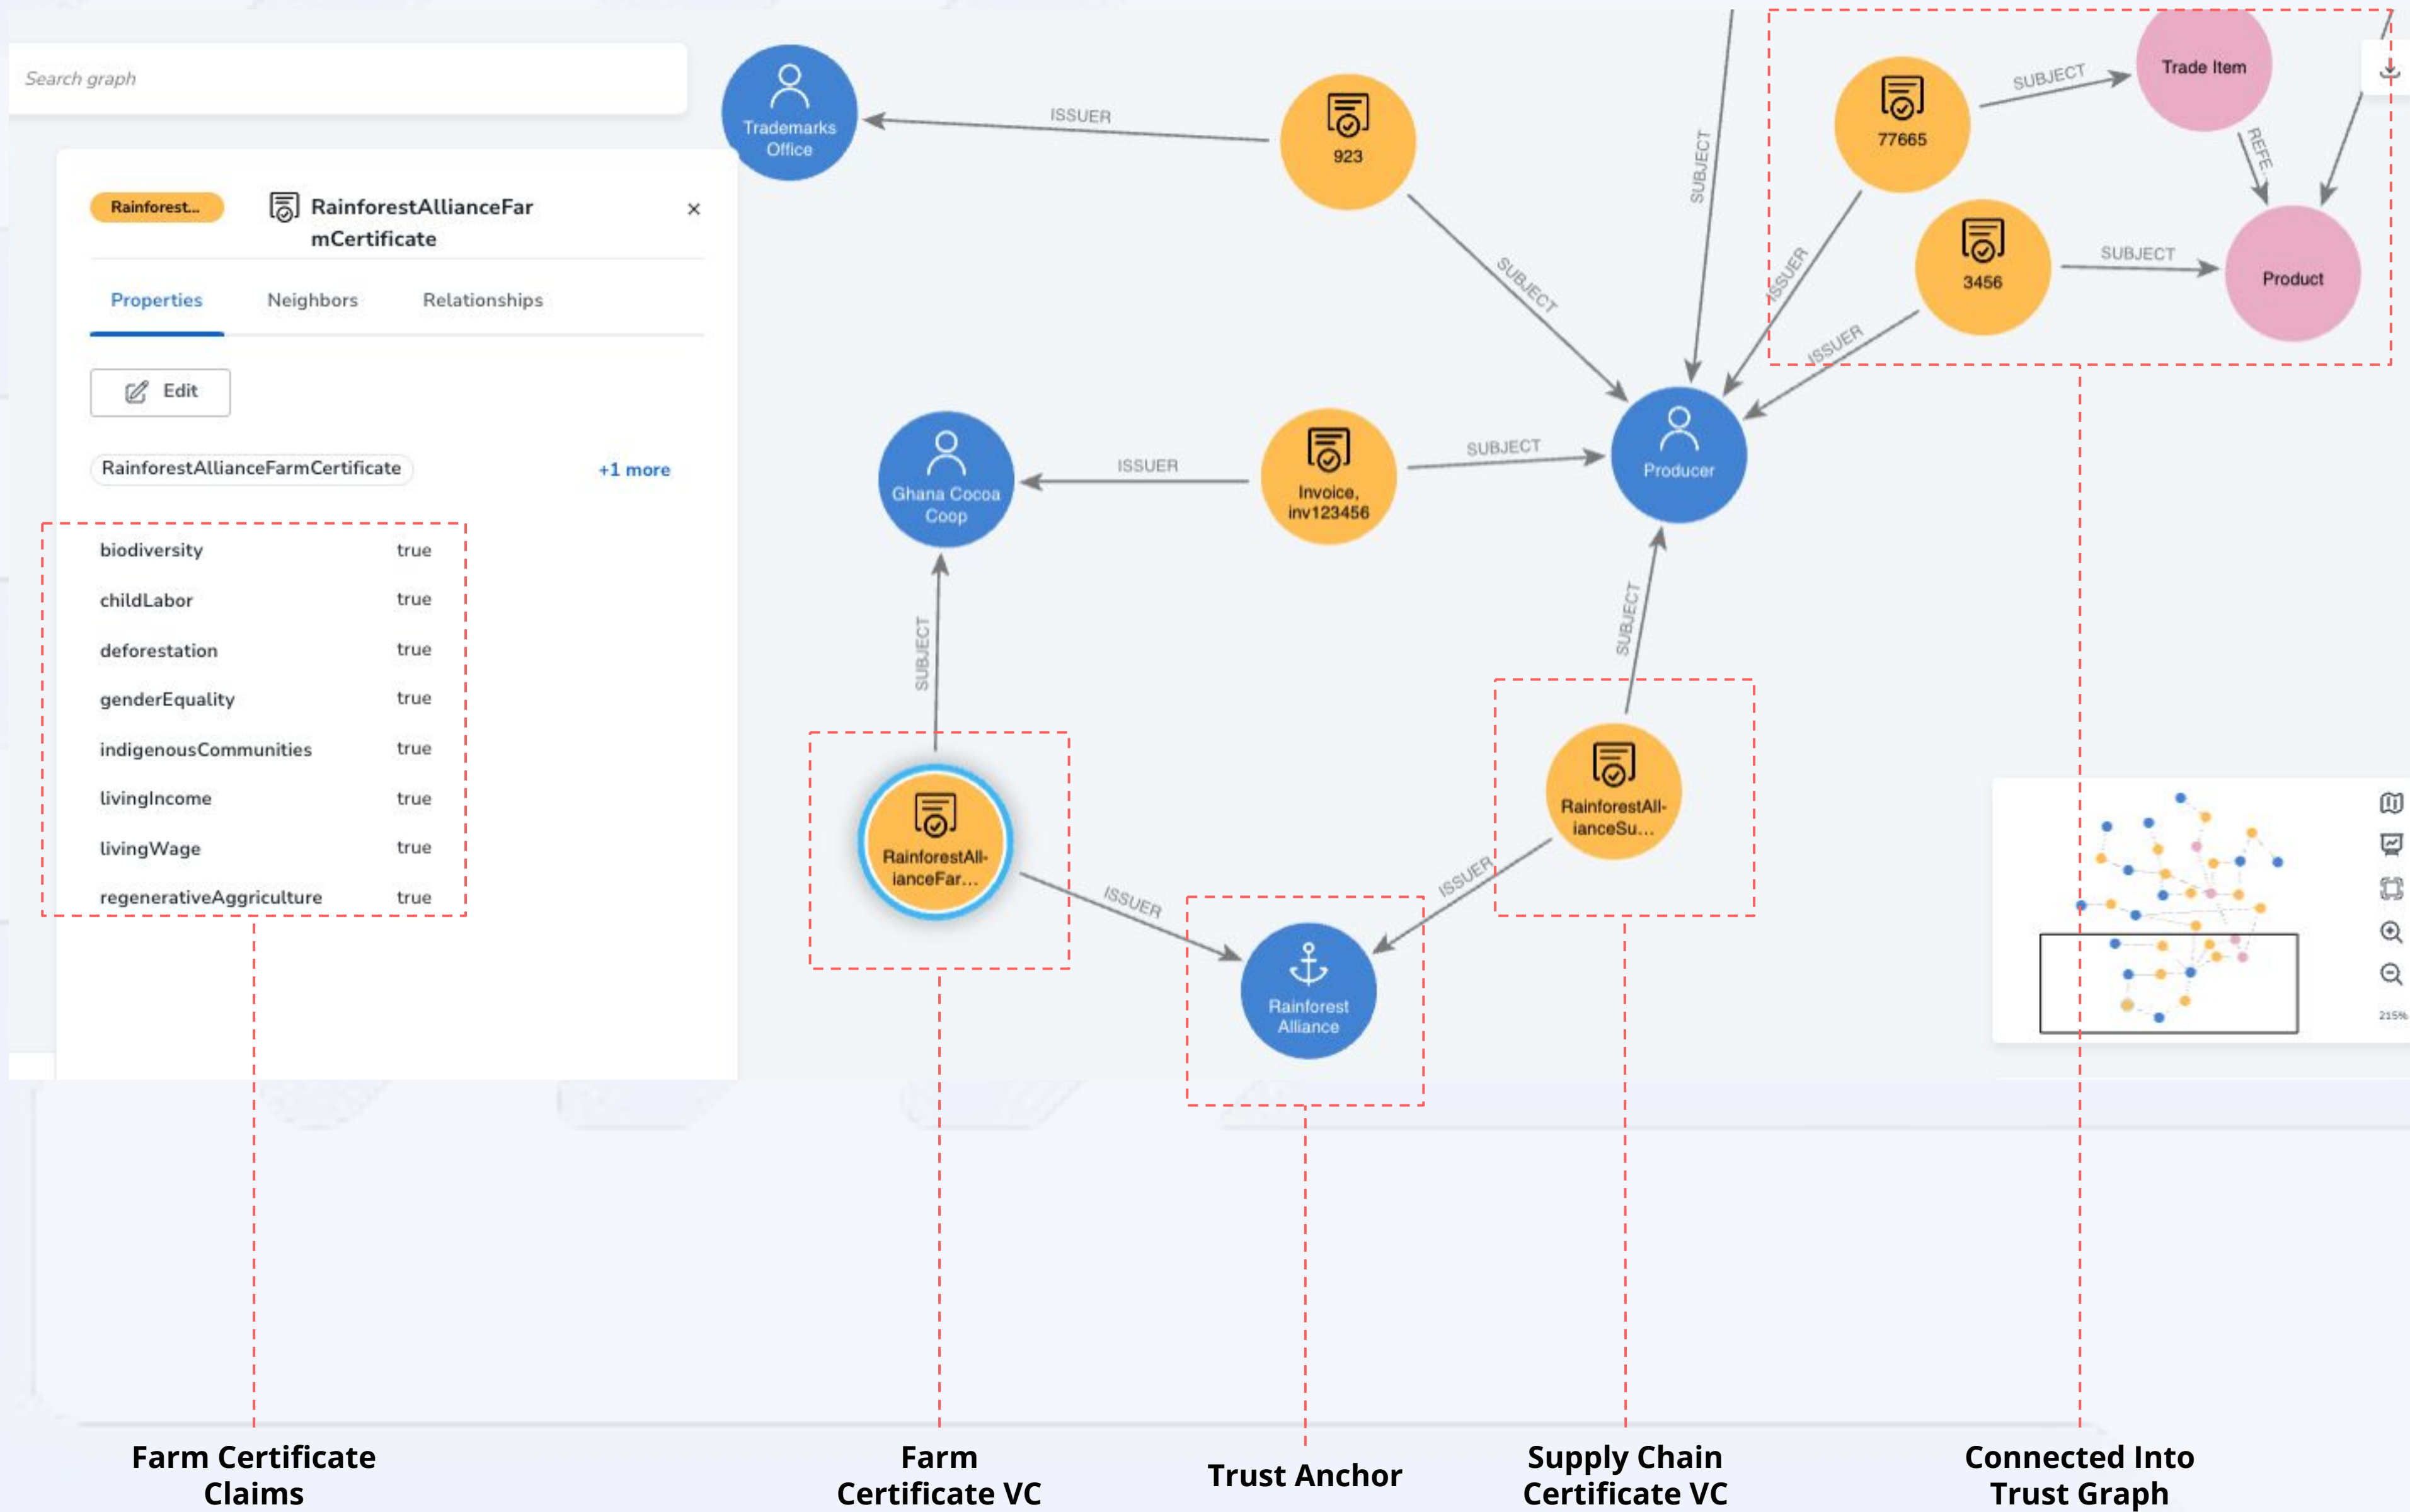 Search graph
Rainforest...
RainforestAllianceFar
mCertificate
×
Properties
Neighbors
Relationships
Edit
RainforestAllianceFarmCertificate
+1 more
biodiversity true
childLabor true
deforestation true
genderEquality true
indigenousCommunities true
livingIncome true
livingWage true
regenerativeAggriculture true
Trademarks
Office
ISSUER
923
SUBJECT
SUBJECT
77665
SUBJECT
Trade Item
REFE...
ISSUER
3456
SUBJECT
Product
ISSUER
Ghana Cocoa
Coop
ISSUER
Invoice,
inv123456
SUBJECT
Producer
SUBJECT
SUBJECT
RainforestAll-
ianceFar...
ISSUER
RainforestAll-
ianceSu...
ISSUER
Rainforest
Alliance
215%
Farm Certificate
Claims
Farm
Certificate VC
Trust Anchor
Supply Chain
Certificate VC
Connected Into
Trust Graph